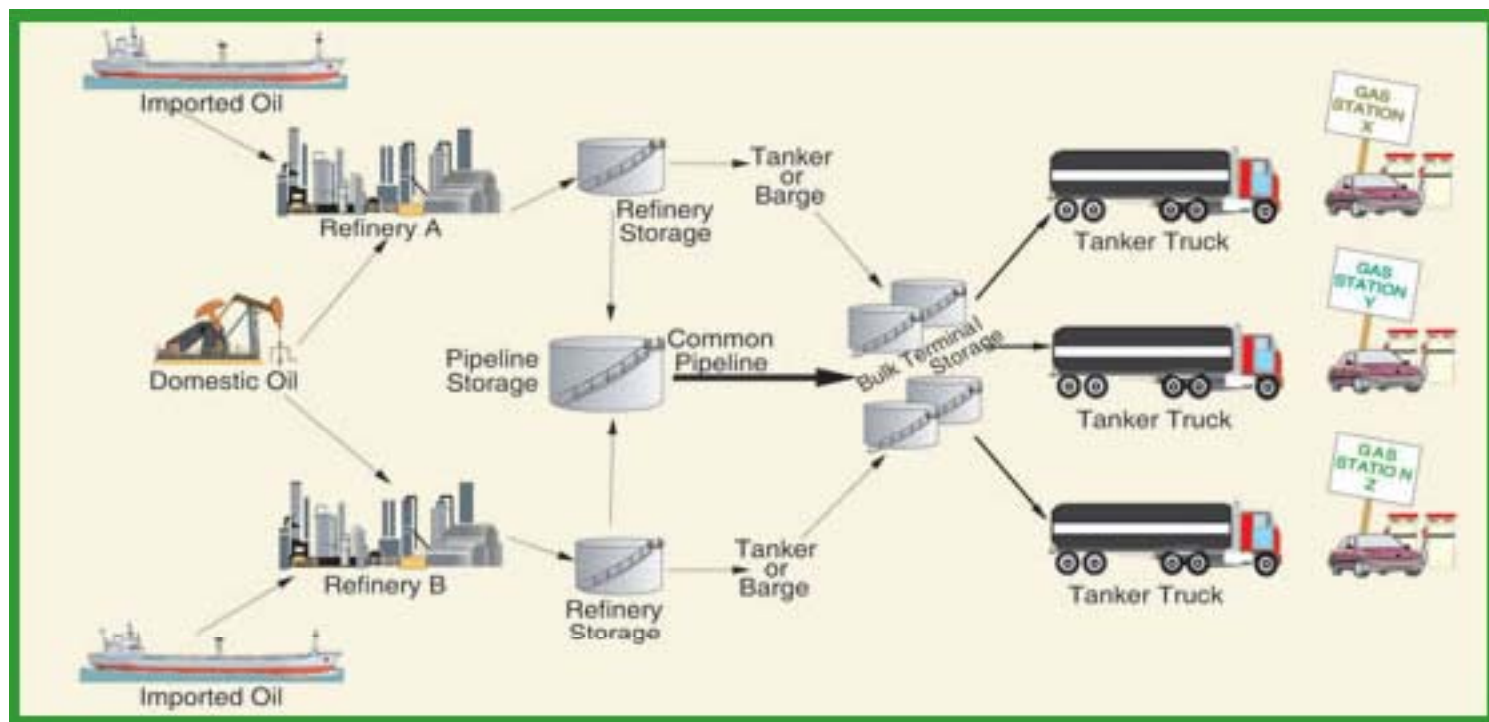 Imported Oil
Refinery A
Refinery
Storage
Tanker
or
Barge
Tanker Truck
GAS
STATION
X
Domestic Oil
Pipeline
Storage
Common
Pipeline
Bulk Terminal
Storage
Tanker Truck
GAS
STATION
Y
Refinery B
Refinery
Storage
Tanker
or
Barge
Tanker Truck
GAS
STATIO N
Z
Imported Oil